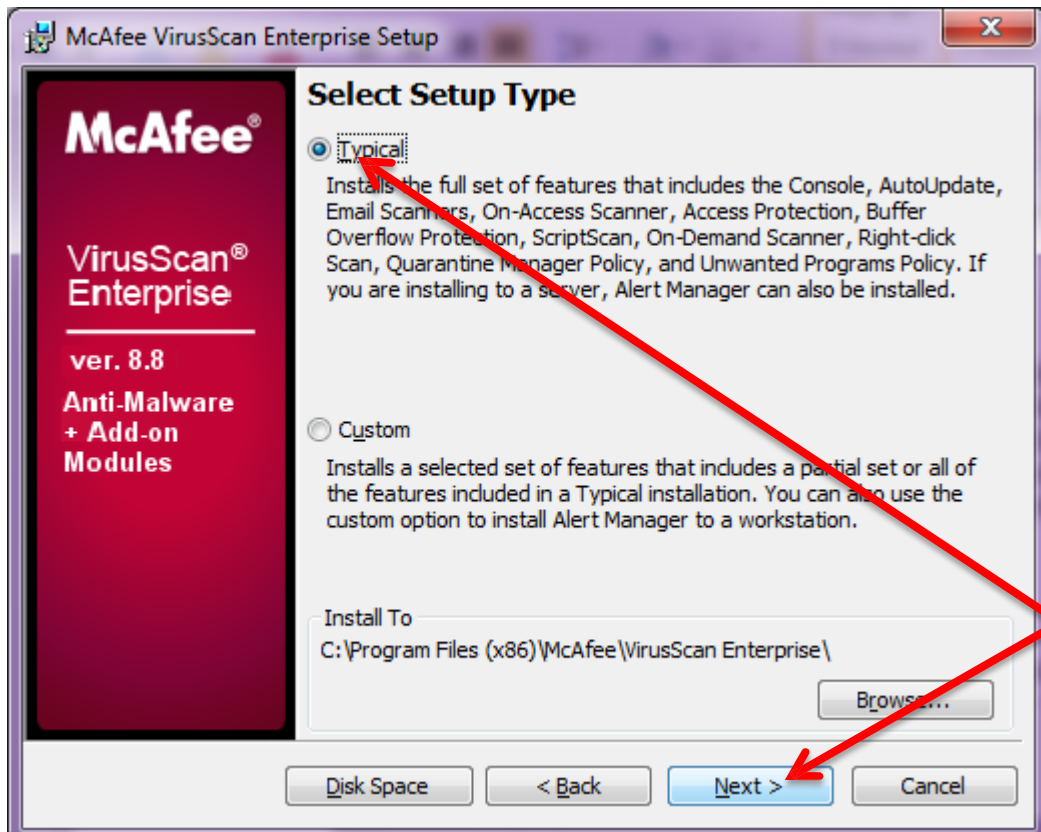 McAfee VirusScan Enterprise Setup
X
McAfee®
VirusScan®
Enterprise
ver. 8.8
Anti-Malware
+ Add-on
Modules
Select Setup Type
Typical
Installs the full set of features that includes the Console, AutoUpdate,
Email Scanners, On-Access Scanner, Access Protection, Buffer
Overflow Protection, ScriptScan, On-Demand Scanner, Right-click
Scan, Quarantine Manager Policy, and Unwanted Programs Policy. If
you are installing to a server, Alert Manager can also be installed.
Custom
Installs a selected set of features that includes a partial set or all of
the features included in a Typical installation. You can also use the
custom option to install Alert Manager to a workstation.
Install To
C:\Program Files (x86)\McAfee\VirusScan Enterprise\
Browse...
Disk Space
< Back
Next >
Cancel